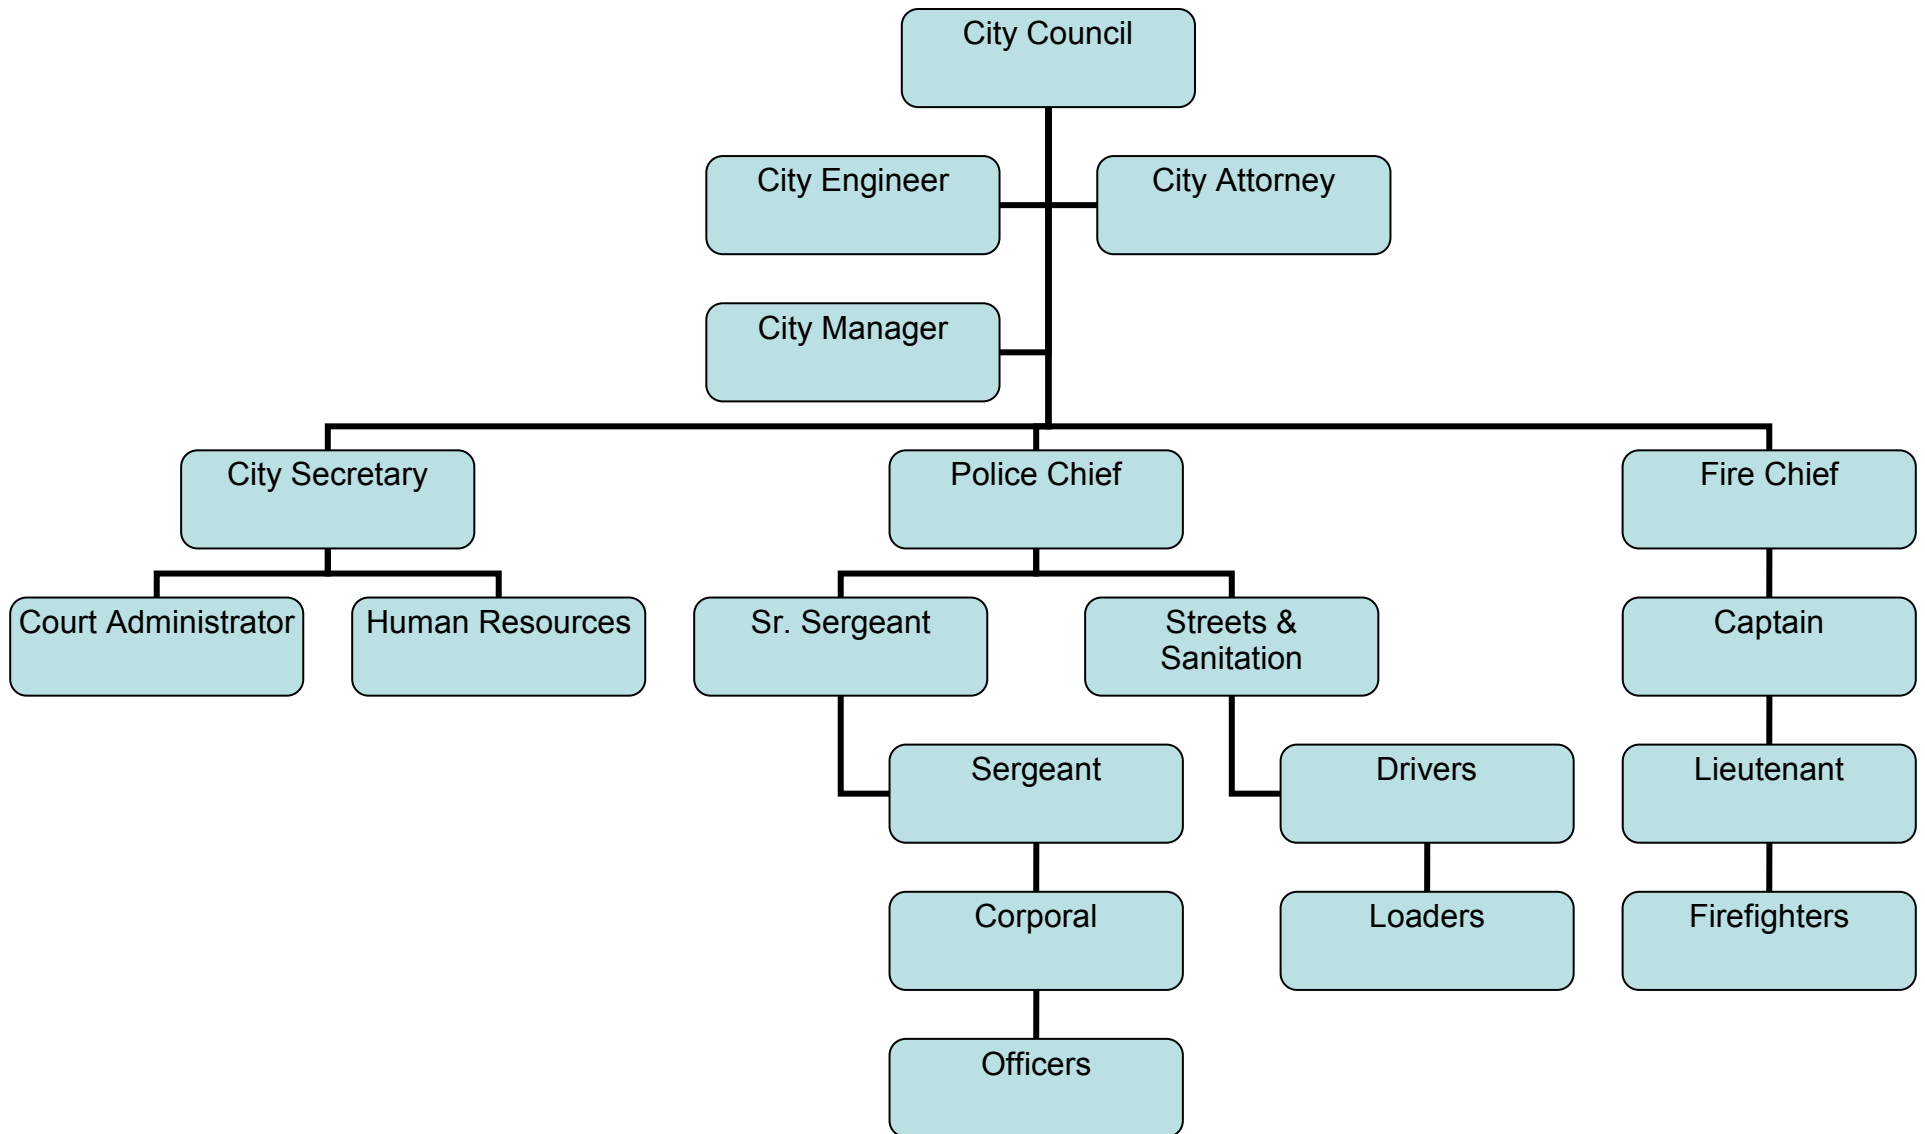 City Council
City Engineer
City Attorney
City Manager
City Secretary
Police Chief
Fire Chief
Court Administrator
Human Resources
Sr. Sergeant
Streets &
Sanitation
Captain
Sergeant
Drivers
Lieutenant
Corporal
Loaders
Firefighters
Officers